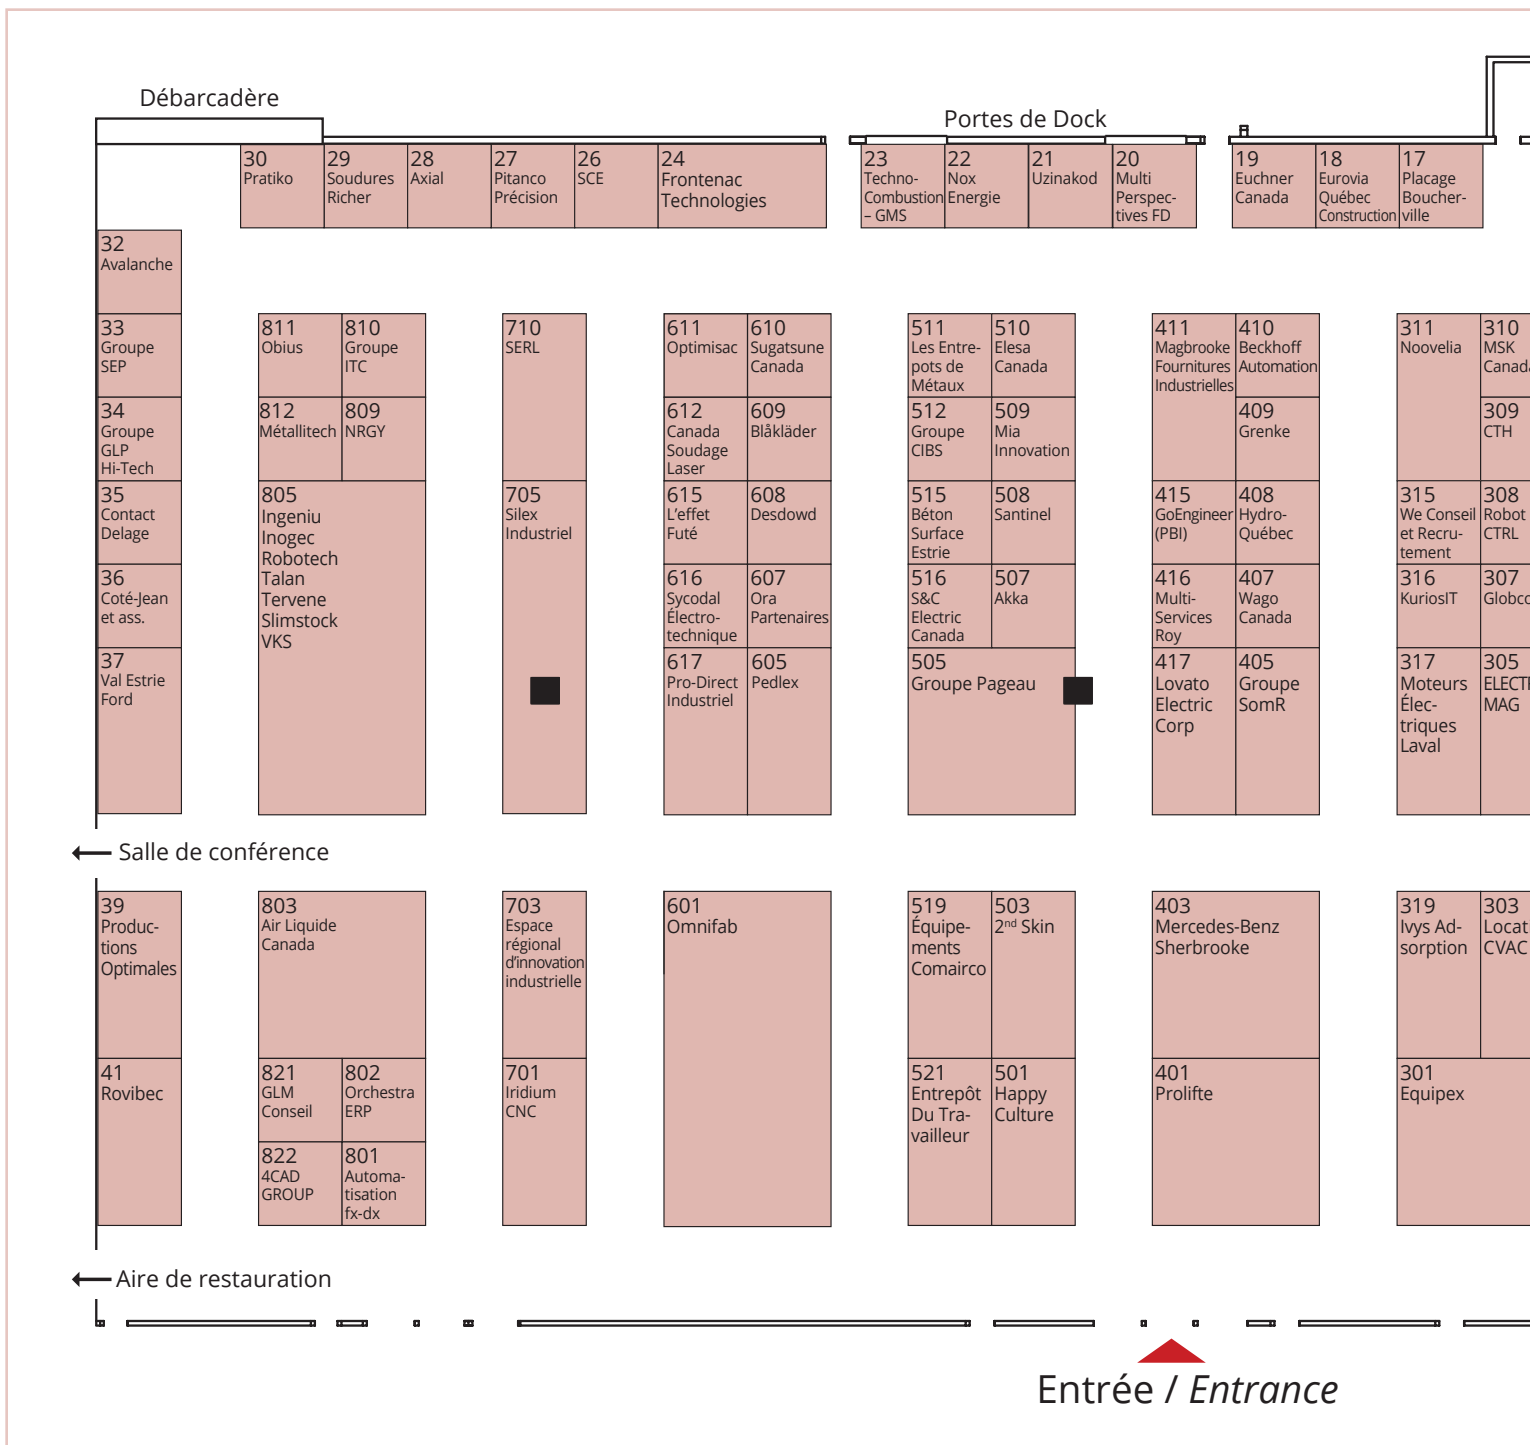 Débarcadère
Portes de Dock
30
Pratiko
29
Soudures
Richer
28
Axial
27
Pitanco
Précision
26
SCE
24
Frontenac
Technologies
23
Techno-
Combustion
– GMS
22
Nox
Energie
21
Uzinakod
20
Multi
Perspec-
tives FD
19
Euchner
Canada
18
Eurovia
Québec
Construction
17
Placage
Boucher-
ville
32
Avalanche
33
Groupe
SEP
34
Groupe
GLP
Hi-Tech
35
Contact
Delage
36
Coté-Jean
et ass.
37
Val Estrie
Ford
811
Obius
810
Groupe
ITC
812
Métallitech
809
NRGY
805
Ingeniu
Inogec
Robotech
Talan
Tervene
Slimstock
VKS
710
SERL
705
Silex
Industriel
611
Optimisac
610
Sugatsune
Canada
612
Canada
Soudage
Laser
609
Blåkläder
615
L'effet
Futé
608
Desdowd
616
Sycodal
Électro-
technique
607
Ora
Partenaires
617
Pro-Direct
Industriel
605
Pedlex
511
Les Entre-
pots de
Métaux
510
Elesa
Canada
512
Groupe
CIBS
509
Mia
Innovation
515
Béton
Surface
Estrie
508
Santinel
516
S&C
Electric
Canada
507
Akka
505
Groupe Pageau
411
Magbrooke
Fournitures
Industrielles
410
Beckhoff
Automation
409
Grenke
415
GoEngineer
(PBI)
408
Hydro-
Québec
416
Multi-
Services
Roy
407
Wago
Canada
417
Lovato
Electric
Corp
405
Groupe
SomR
311
Noovelia
310
MSK
Canada
309
CTH
315
We Conseil
et Recru-
tement
308
Robot
CTRL
316
KuriosIT
307
Globco
317
Moteurs
Élec-
triques
Laval
305
ELECT
MAG
Salle de conférence
39
Produc-
tions
Optimales
41
Rovibec
803
Air Liquide
Canada
821
GLM
Conseil
802
Orchestra
ERP
822
4CAD
GROUP
801
Automa-
tisation
fx-dx
703
Espace
régional
d'innovation
industrielle
701
Iridium
CNC
601
Omnifab
519
Équipe-
ments
Comairco
503
2nd Skin
521
Entrepôt
Du Tra-
vailleur
501
Happy
Culture
403
Mercedes-Benz
Sherbrooke
401
Prolifte
319
Ivys Ad-
sorption
303
Locat
CVAC
301
Equipex
Aire de restauration
Entrée / Entrance